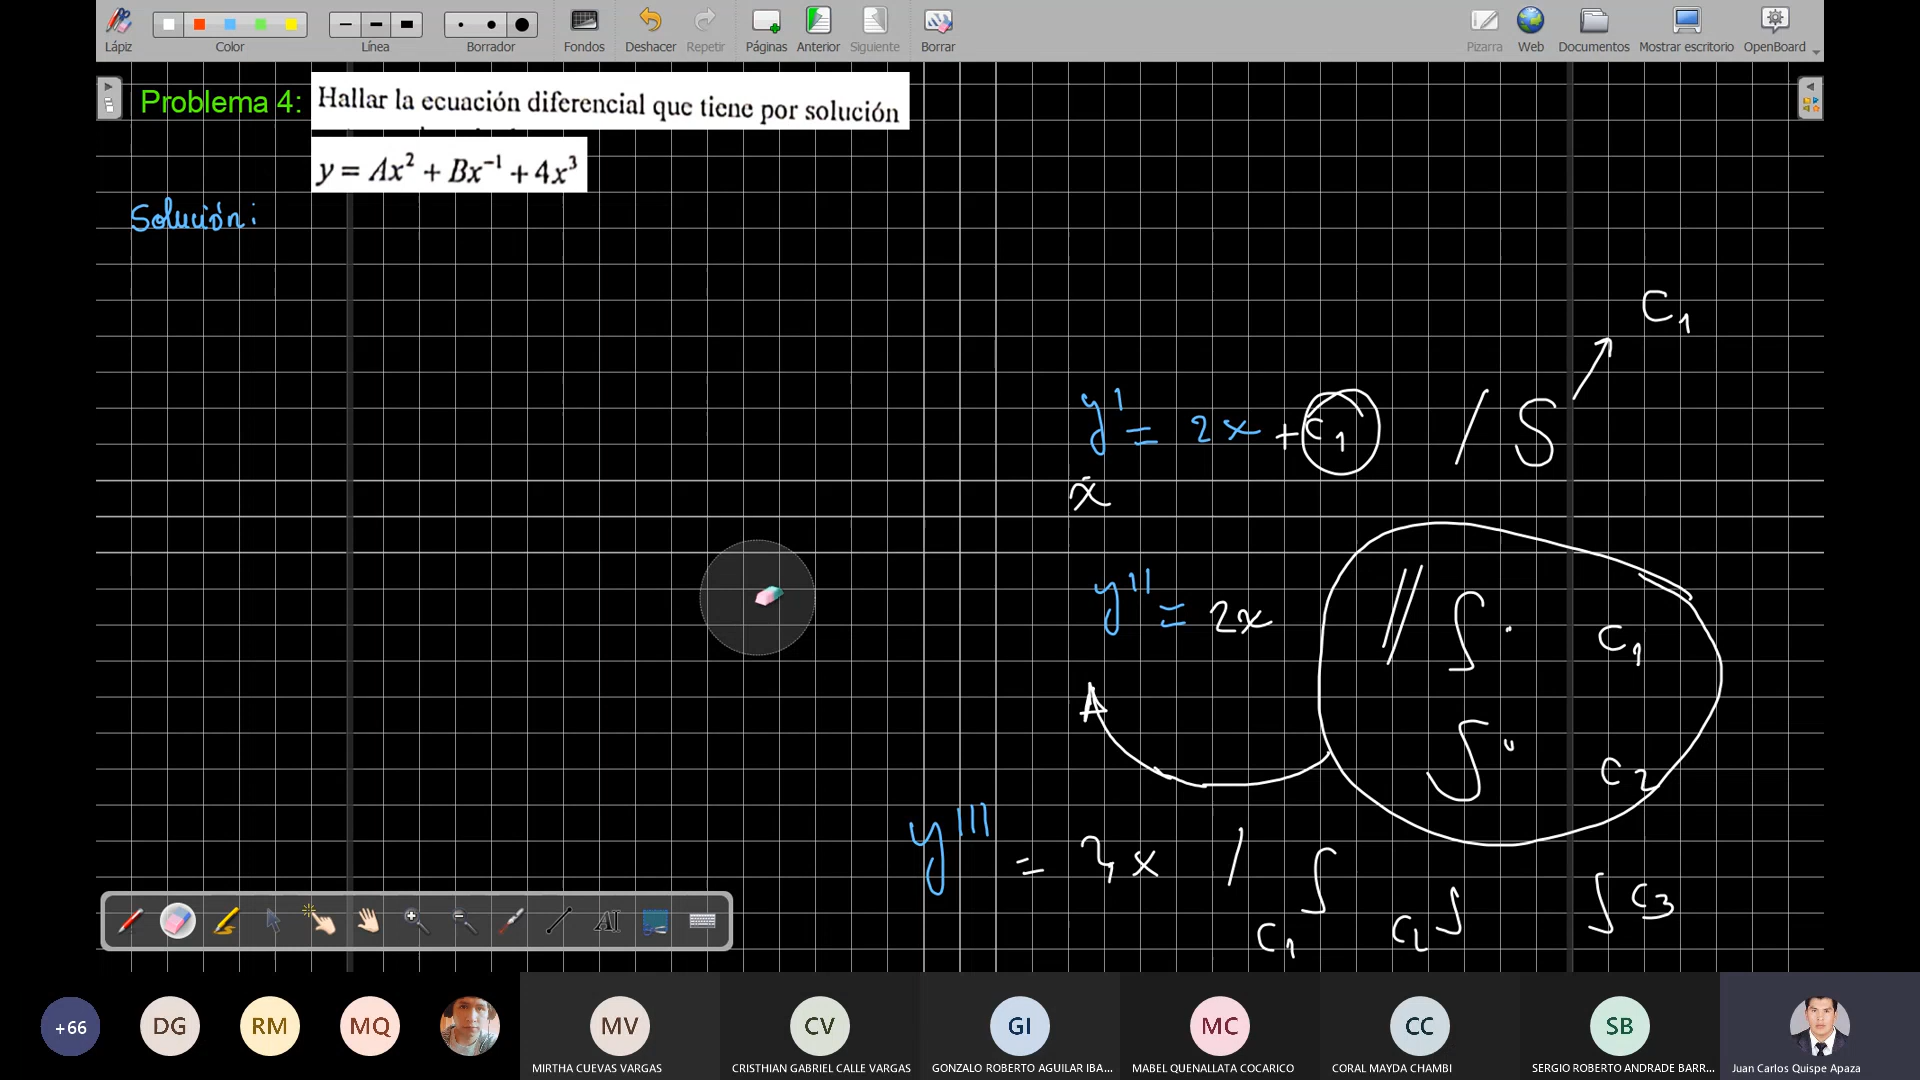 Lápiz Color Línea Borrador Fondos Deshacer Repetir Páginas Anterior Siguiente Borrar Pizarra Web Documentos Mostrar escritorio OpenBoard
Problema 4: Hallar la ecuación diferencial que tiene por solución
y = Ax² + Bx⁻¹ + 4x³
Solución:
C₁
y' = 2x + C₁ / S
x
y'' = 2x // ∫ C₁
∫ C₂
y''' = x / ∫ ∫ ∫ C₃
C₁ C₂
AI
+66 DG RM MQ MV CV GI MC CC SB
MIRTHA CUEVAS VARGAS CRISTHIAN GABRIEL CALLE VARGAS GONZALO ROBERTO AGUILAR IBA... MABEL QUENALLATA COCARICO CORAL MAYDA CHAMBI SERGIO ROBERTO ANDRADE BARR... Juan Carlos Quispe Apaza